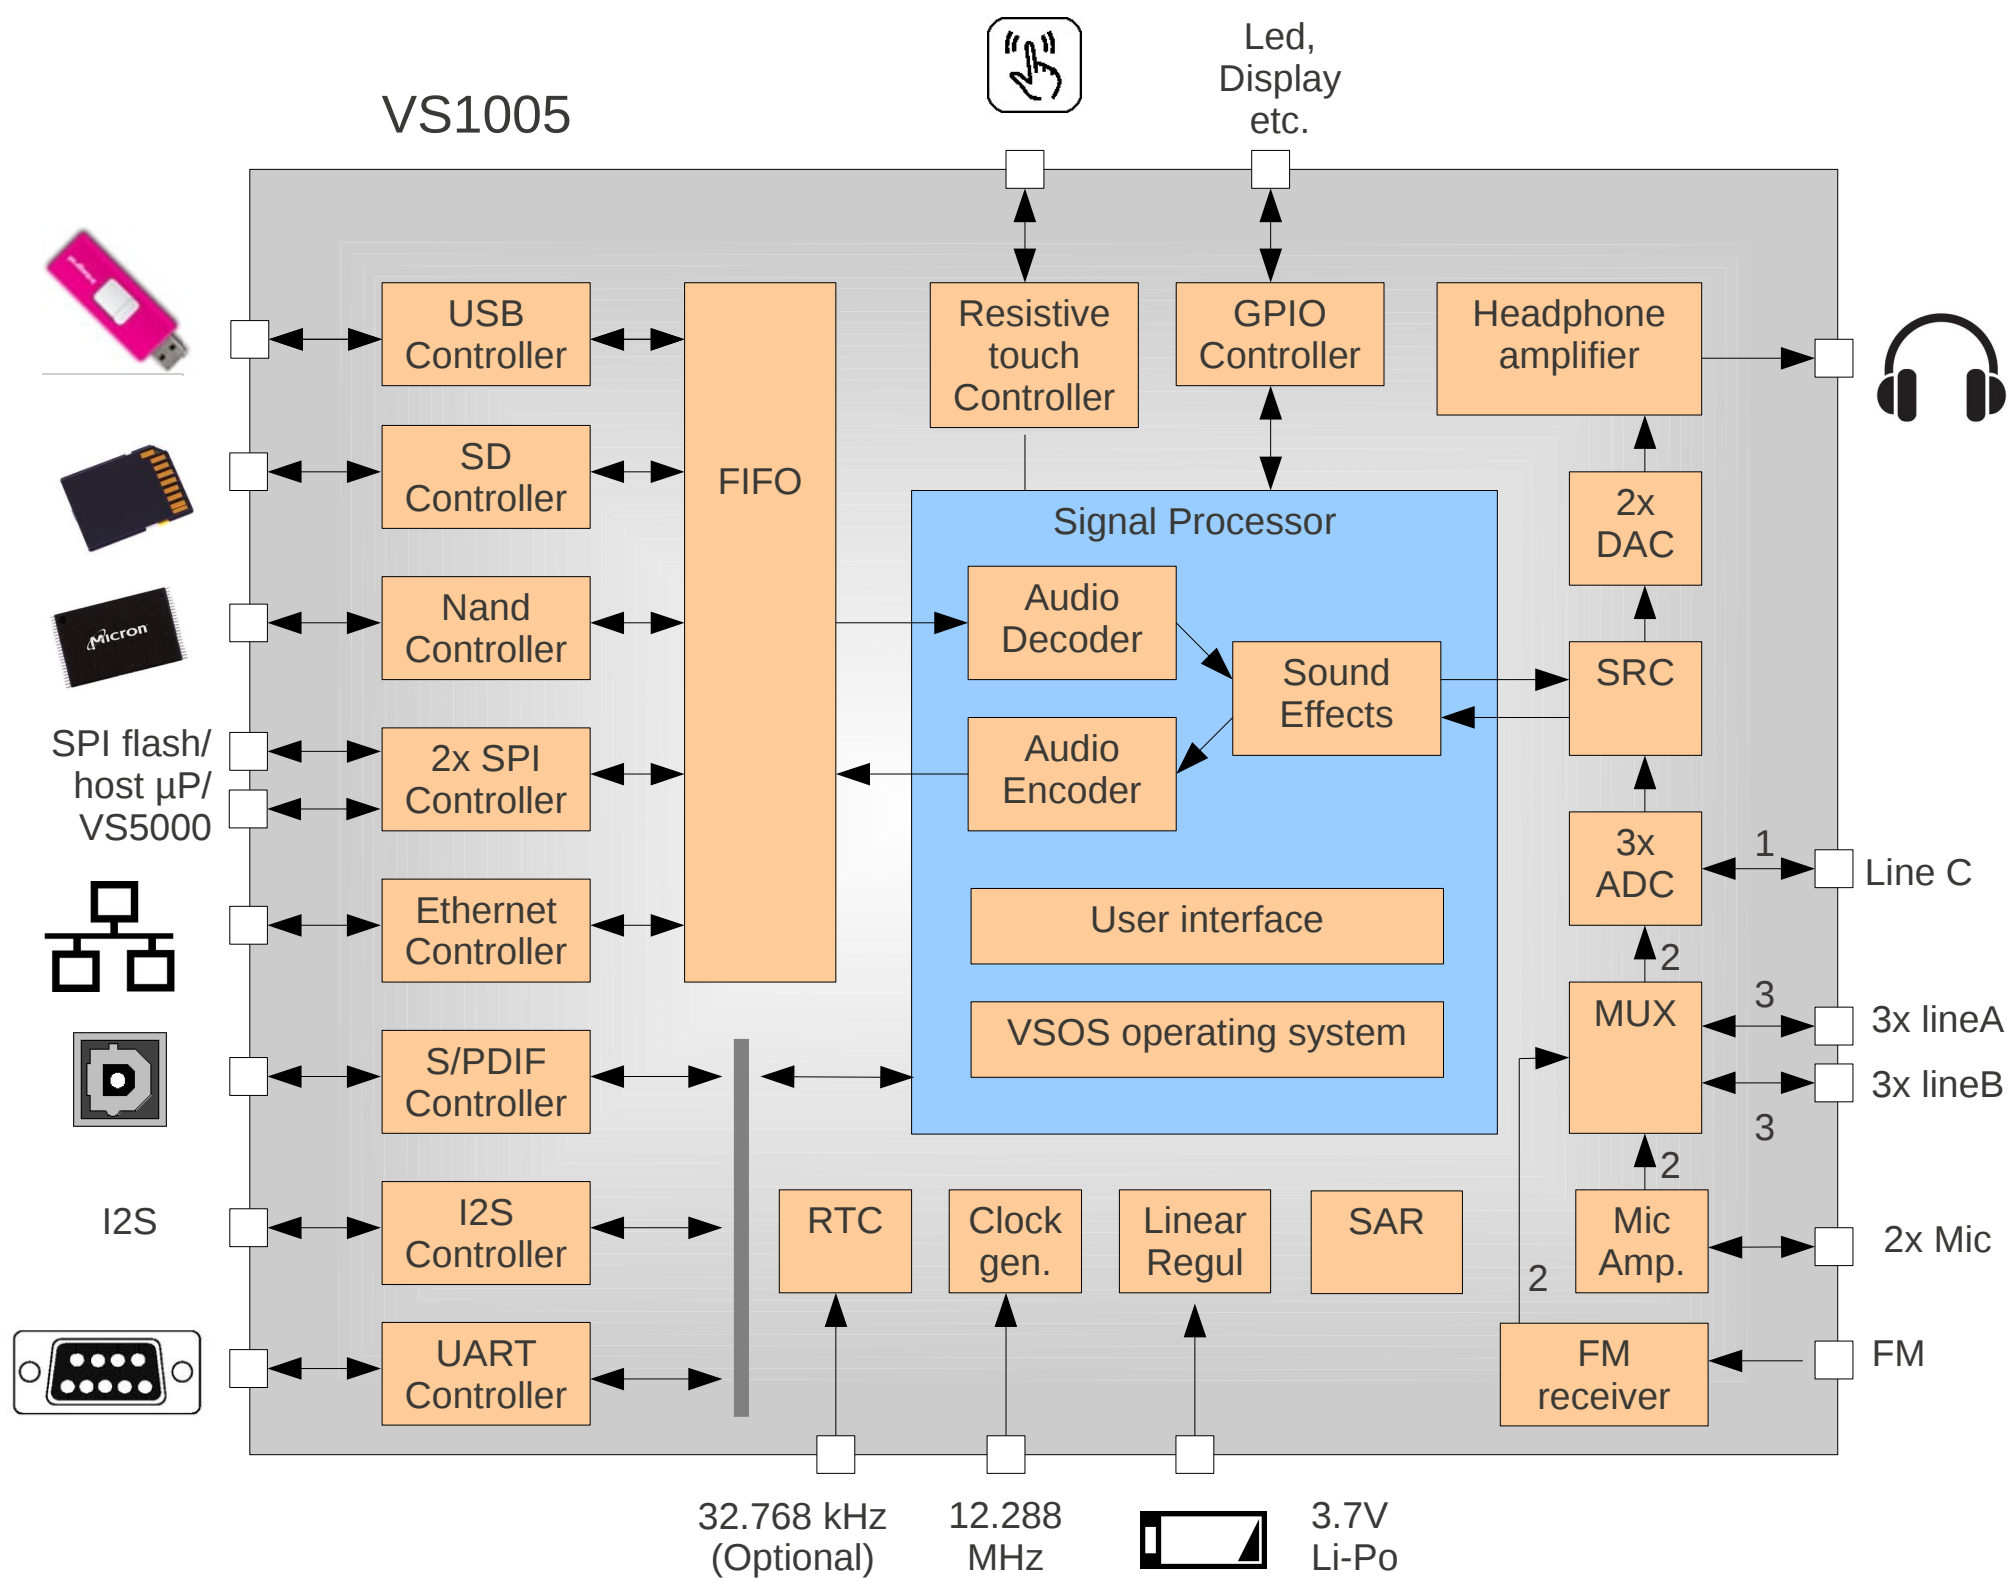 Led,
Display
etc.
VS1005
USB
Controller
SD
Controller
Nand
Controller
Micron
SPI flash/
host µP/
VS5000
2x SPI
Controller
Ethernet
Controller
S/PDIF
Controller
I2S
I2S
Controller
UART
Controller
FIFO
Resistive
touch
Controller
GPIO
Controller
Headphone
amplifier
Signal Processor
Audio
Decoder
Audio
Encoder
Sound
Effects
User interface
VSOS operating system
2x
DAC
SRC
3x
ADC
1
Line C
2
MUX
3
3x lineA
3x lineB
3
2
Mic
Amp.
2x Mic
2
FM
receiver
FM
RTC
Clock
gen.
Linear
Regul
SAR
32.768 kHz
(Optional)
12.288
MHz
3.7V
Li-Po